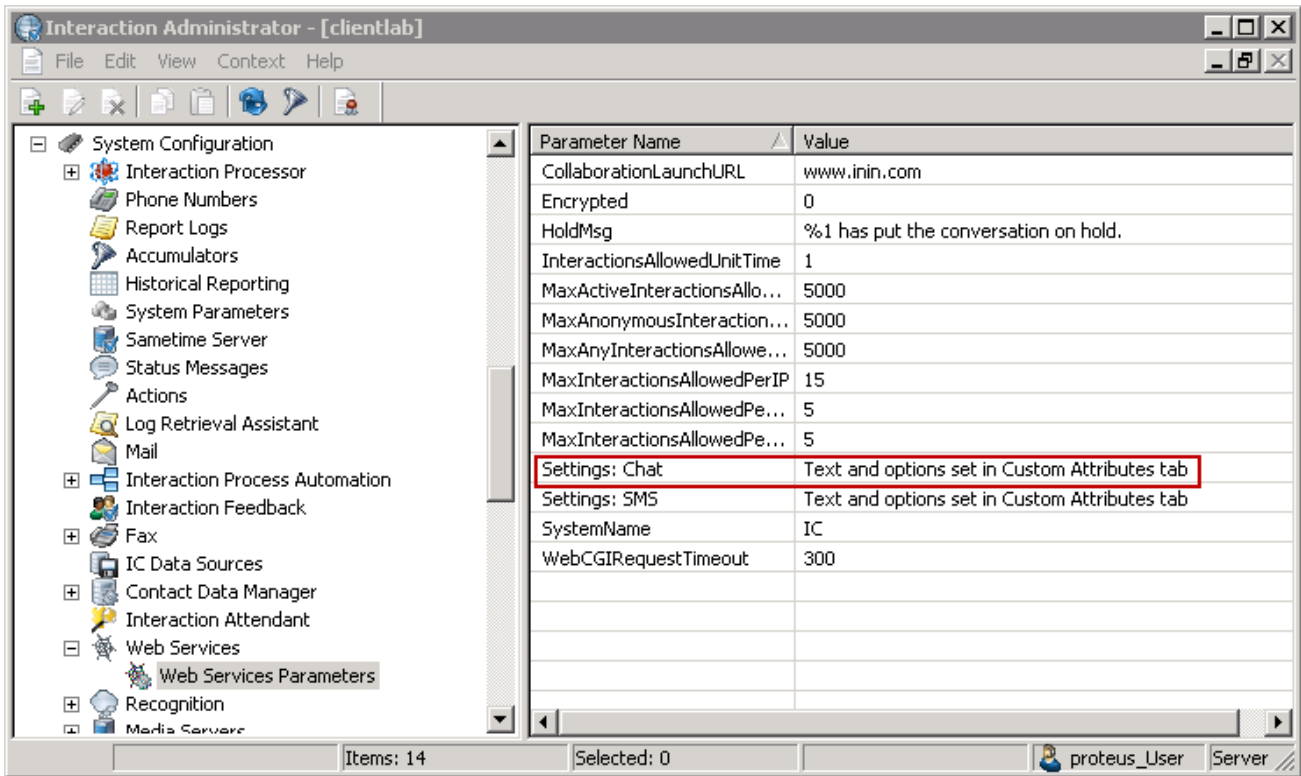 Interaction Administrator - [clientlab]
File Edit View Context Help
System Configuration
Interaction Processor
Phone Numbers
Report Logs
Accumulators
Historical Reporting
System Parameters
Sametime Server
Status Messages
Actions
Log Retrieval Assistant
Mail
Interaction Process Automation
Interaction Feedback
Fax
IC Data Sources
Contact Data Manager
Interaction Attendant
Web Services
Web Services Parameters
Recognition
Media Servers
Parameter Name Value
CollaborationLaunchURL www.inin.com
Encrypted 0
HoldMsg %1 has put the conversation on hold.
InteractionsAllowedUnitTime 1
MaxActiveInteractionsAllo... 5000
MaxAnonymousInteraction... 5000
MaxAnyInteractionsAllowe... 5000
MaxInteractionsAllowedPerIP 15
MaxInteractionsAllowedPe... 5
MaxInteractionsAllowedPe... 5
Settings: Chat Text and options set in Custom Attributes tab
Settings: SMS Text and options set in Custom Attributes tab
SystemName IC
WebCGIRequestTimeout 300
Items: 14 Selected: 0 proteus_User Server